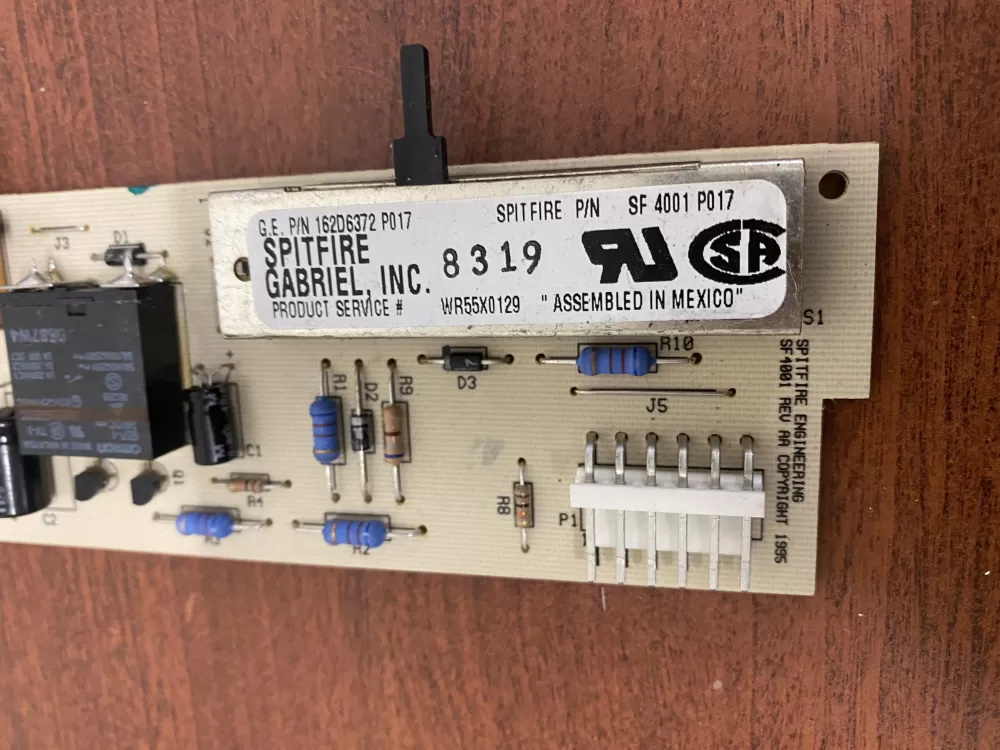 G.E. P/N 162D6372 P017
SPITFIRE P/N SF 4001 P017
SPITFIRE
GABRIEL, INC.
8319
PRODUCT SERVICE #
WR55X0129 "ASSEMBLED IN MEXICO"
S1
SPITFIRE ENGINEERING
SF4001 REV AA COPYRIGHT 1995
J3
D1
R1
D2
R9
D3
R10
J5
C1
Q1
R4
C2
R2
R8
P1
1